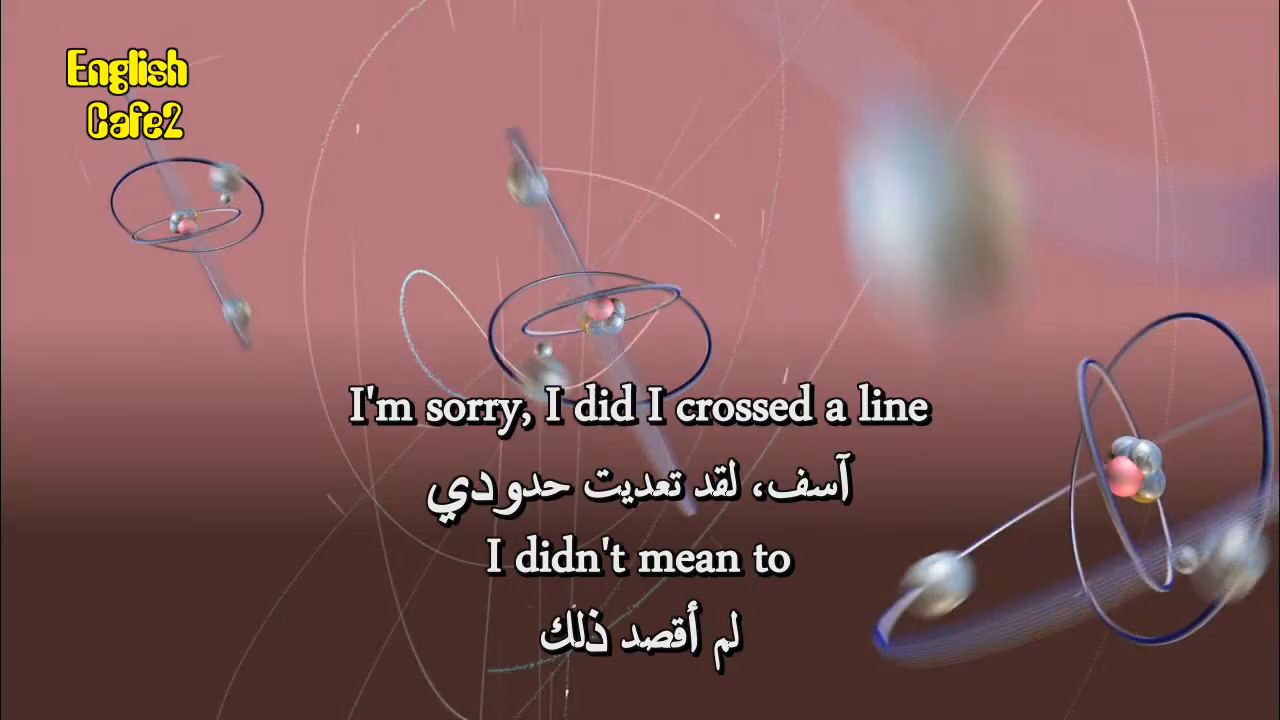 English
Cafe2
I'm sorry, I did I crossed a line
آسف، لقد تعديت حدودي
I didn't mean to
لم أقصد ذلك